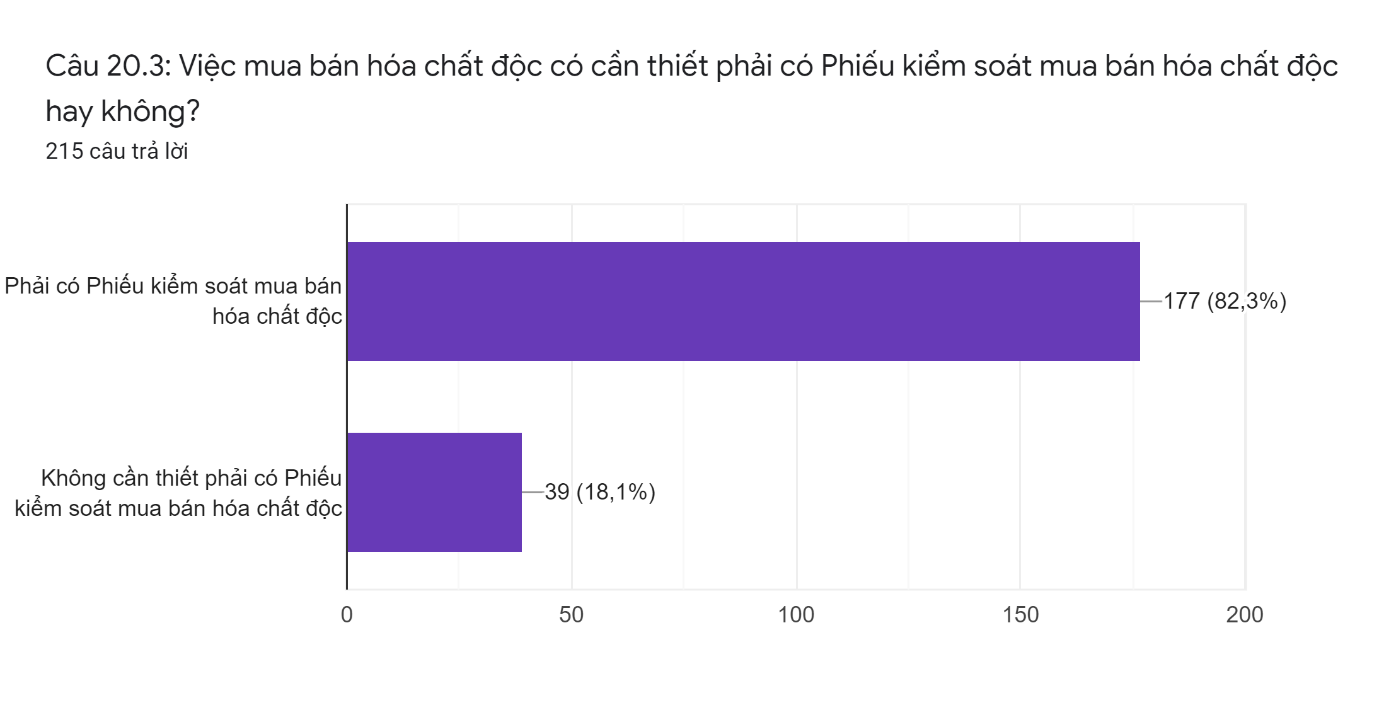 Câu 20.3: Việc mua bán hóa chất độc có cần thiết phải có Phiếu kiểm soát mua bán hóa chất độc
hay không?
215 câu trả lời
Phải có Phiếu kiểm soát mua bán
hóa chất độc
177 (82,3%)
Không cần thiết phải có Phiếu
kiểm soát mua bán hóa chất độc
39 (18,1%)
0
50
100
150
200